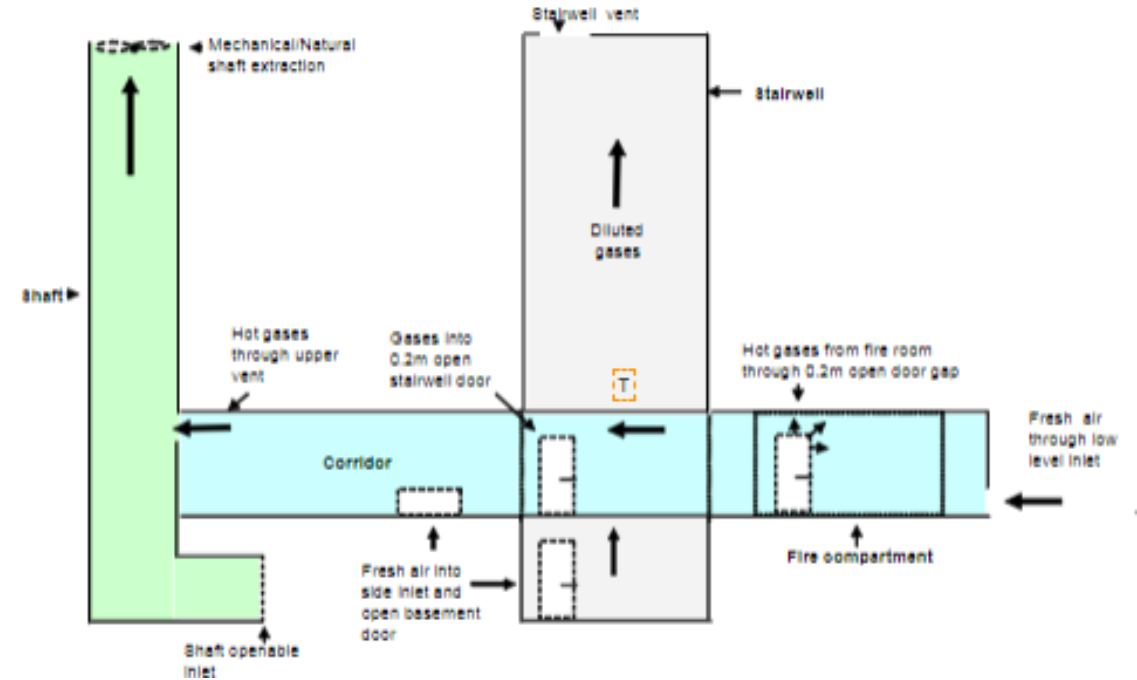 Stairwell vent
Mechanical/Natural
shaft extraction
Stairwell
Diluted
gases
Shaft
Hot gases
through upper
vent
Gases into
0.2m open
stairwell door
T
Hot gases from fire room
through 0.2m open door gap
Fresh air
through low
level inlet
Corridor
Fire compartment
Fresh air into
side inlet and
open basement
door
Shaft openable
inlet